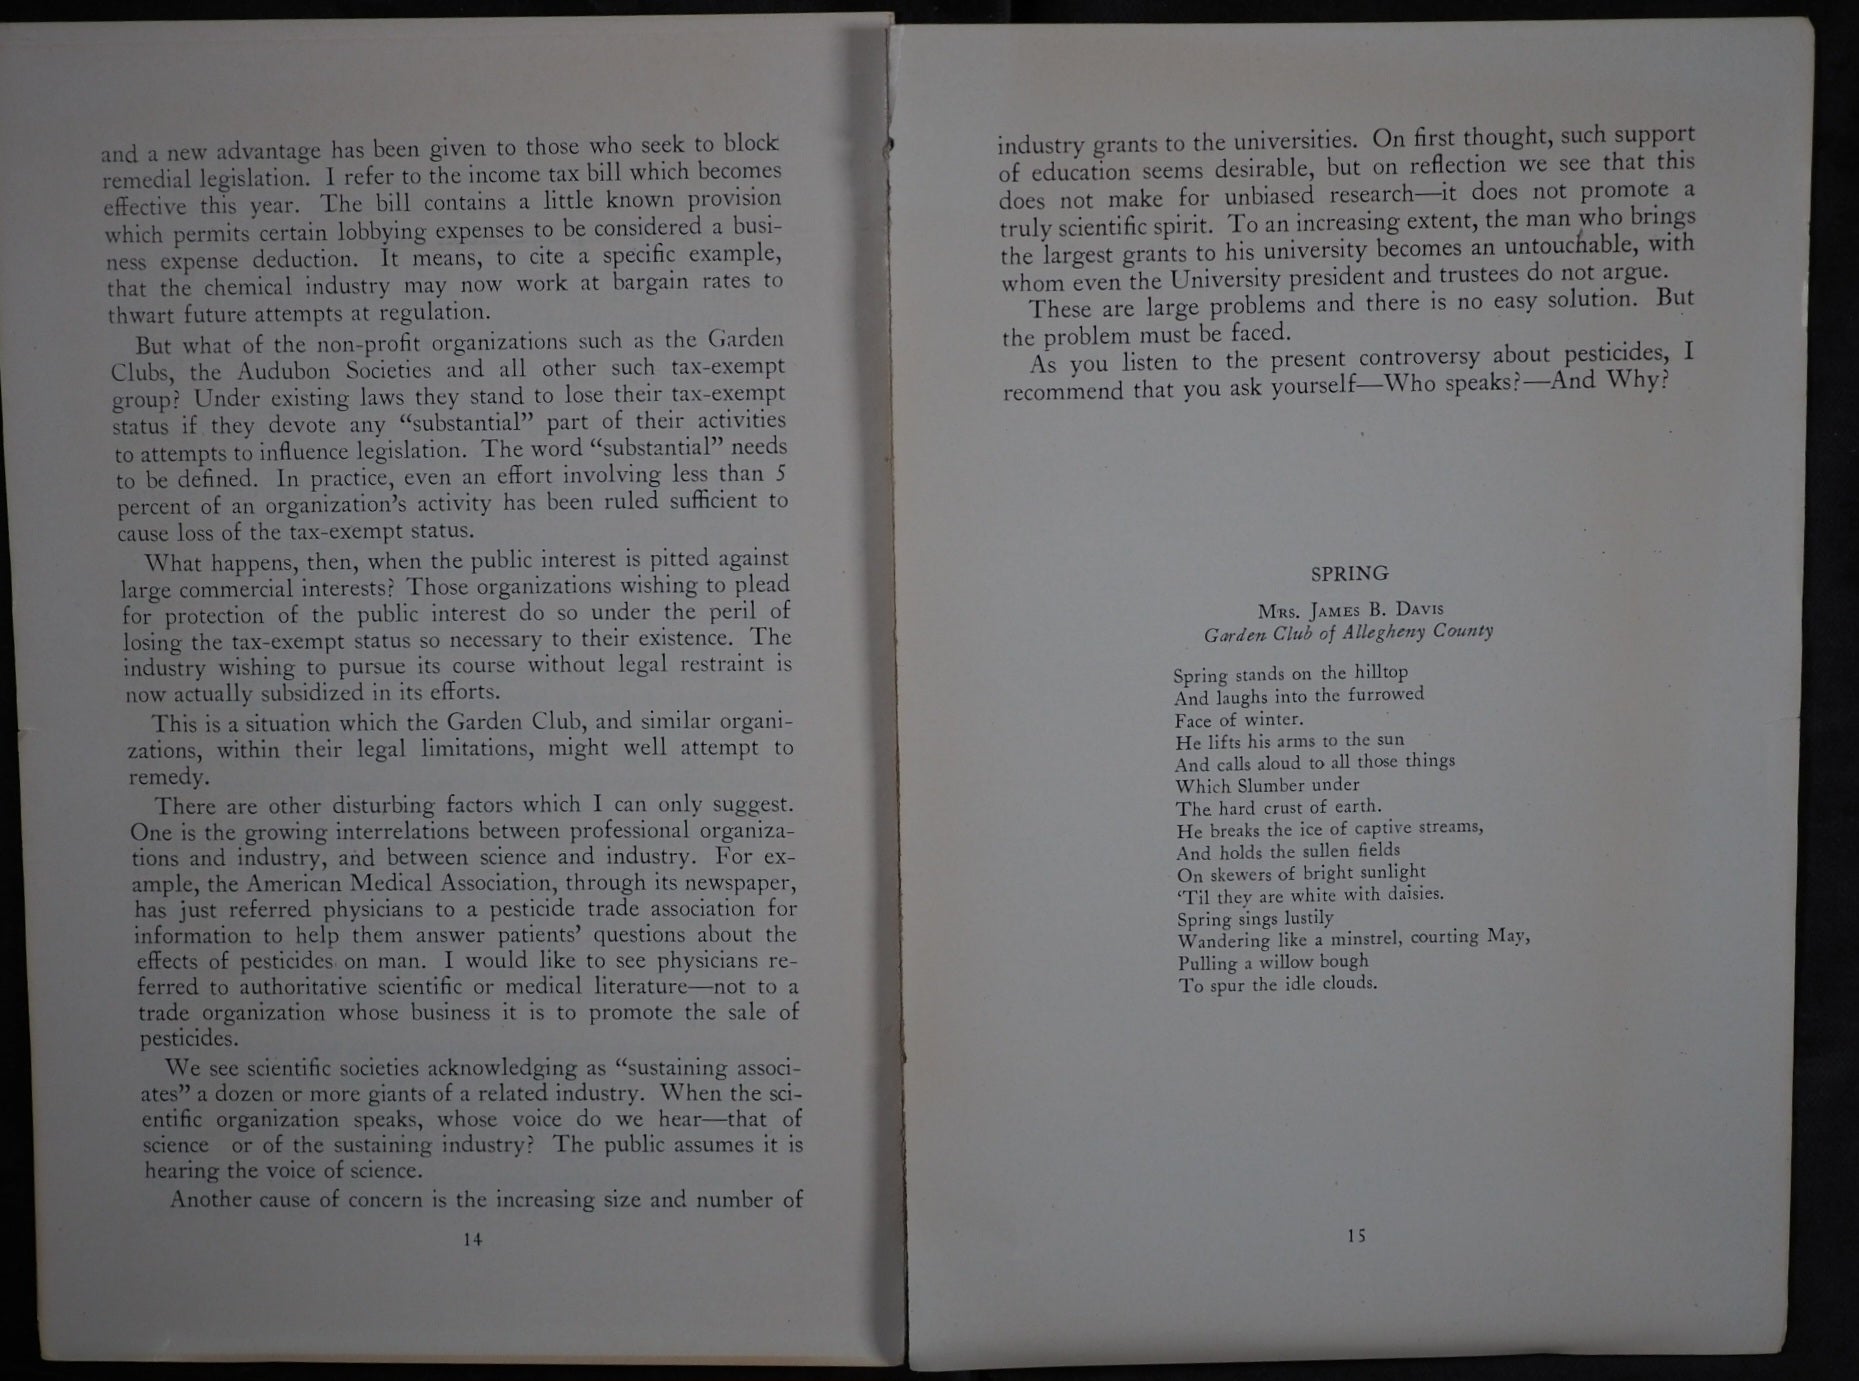 and a new advantage has been given to those who seek to block
remedial legislation. I refer to the income tax bill which becomes
effective this year. The bill contains a little known provision
which permits certain lobbying expenses to be considered a busi-
ness expense deduction. It means, to cite a specific example,
that the chemical industry may now work at bargain rates to
thwart future attempts at regulation.
But what of the non-profit organizations such as the Garden
Clubs, the Audubon Societies and all other such tax-exempt
group? Under existing laws they stand to lose their tax-exempt
status if they devote any “substantial” part of their activities
to attempts to influence legislation. The word “substantial” needs
to be defined. In practice, even an effort involving less than 5
percent of an organization’s activity has been ruled sufficient to
cause loss of the tax-exempt status.
What happens, then, when the public interest is pitted against
large commercial interests? Those organizations wishing to plead
for protection of the public interest do so under the peril of
losing the tax-exempt status so necessary to their existence. The
industry wishing to pursue its course without legal restraint is
now actually subsidized in its efforts.
This is a situation which the Garden Club, and similar organi-
zations, within their legal limitations, might well attempt to
remedy.
There are other disturbing factors which I can only suggest.
One is the growing interrelations between professional organiza-
tions and industry, and between science and industry. For ex-
ample, the American Medical Association, through its newspaper,
has just referred physicians to a pesticide trade association for
information to help them answer patients’ questions about the
effects of pesticides on man. I would like to see physicians re-
ferred to authoritative scientific or medical literature—not to a
trade organization whose business it is to promote the sale of
pesticides.
We see scientific societies acknowledging as “sustaining associ-
ates” a dozen or more giants of a related industry. When the sci-
entific organization speaks, whose voice do we hear—that of
science or of the sustaining industry? The public assumes it is
hearing the voice of science.
Another cause of concern is the increasing size and number of
14
industry grants to the universities. On first thought, such support
of education seems desirable, but on reflection we see that this
does not make for unbiased research—it does not promote a
truly scientific spirit. To an increasing extent, the man who brings
the largest grants to his university becomes an untouchable, with
whom even the University president and trustees do not argue.
These are large problems and there is no easy solution. But
the problem must be faced.
As you listen to the present controversy about pesticides, I
recommend that you ask yourself—Who speaks?—And Why?
SPRING
MRS. JAMES B. DAVIS
Garden Club of Allegheny County
Spring stands on the hilltop
And laughs into the furrowed
Face of winter.
He lifts his arms to the sun
And calls aloud to all those things
Which Slumber under
The hard crust of earth.
He breaks the ice of captive streams,
And holds the sullen fields
On skewers of bright sunlight
‘Til they are white with daisies.
Spring sings lustily
Wandering like a minstrel, courting May,
Pulling a willow bough
To spur the idle clouds.
15